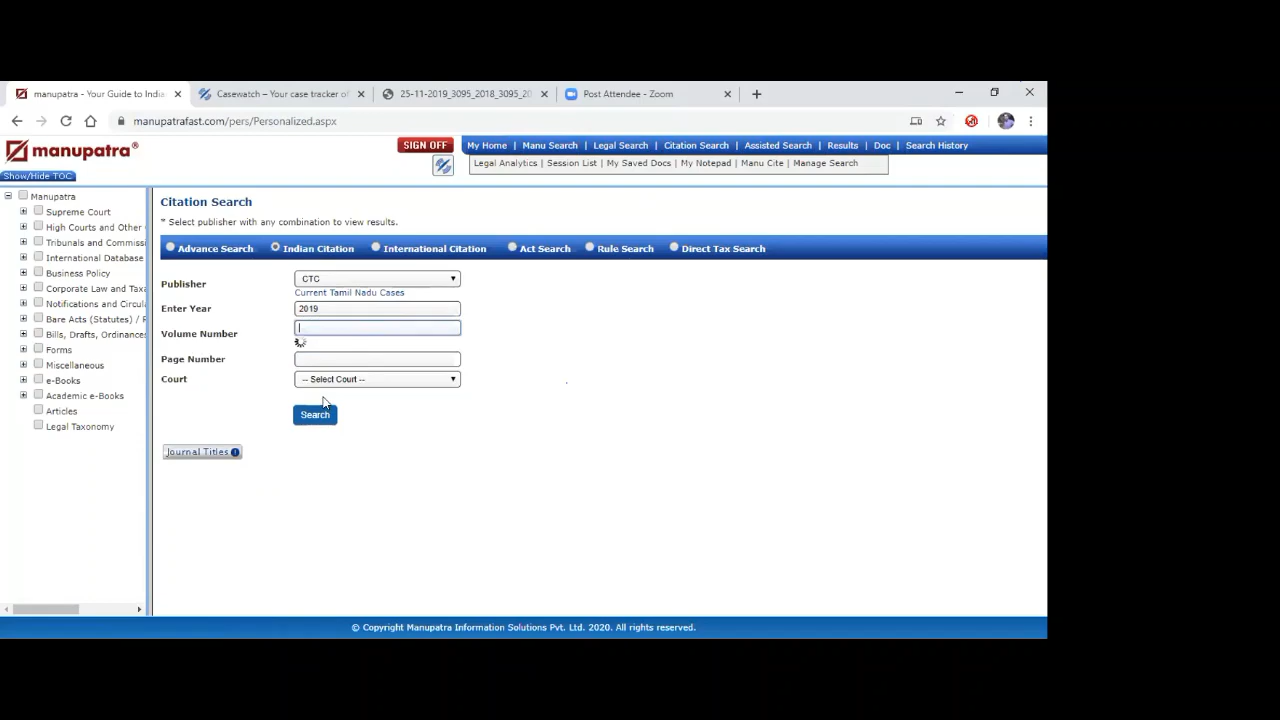 manupatra - Your Guide to India
Casewatch – Your case tracker of
25-11-2019_3095_2018_3095_20
Post Attendee - Zoom
manupatrafast.com/pers/Personalized.aspx
manupatra®
SIGN OFF
My Home | Manu Search | Legal Search | Citation Search | Assisted Search | Results | Doc | Search History
Legal Analytics | Session List | My Saved Docs | My Notepad | Manu Cite | Manage Search
Show/Hide TOC
Manupatra
Supreme Court
High Courts and Other
Tribunals and Commiss
International Database
Business Policy
Corporate Law and Tax
Notifications and Circula
Bare Acts (Statutes) / R
Bills, Drafts, Ordinances
Forms
Miscellaneous
e-Books
Academic e-Books
Articles
Legal Taxonomy
Citation Search
* Select publisher with any combination to view results.
Advance Search Indian Citation International Citation Act Search Rule Search Direct Tax Search
Publisher CTC
Current Tamil Nadu Cases
Enter Year 2019
Volume Number
Page Number
Court -- Select Court --
Search
Journal Titles
© Copyright Manupatra Information Solutions Pvt. Ltd. 2020. All rights reserved.